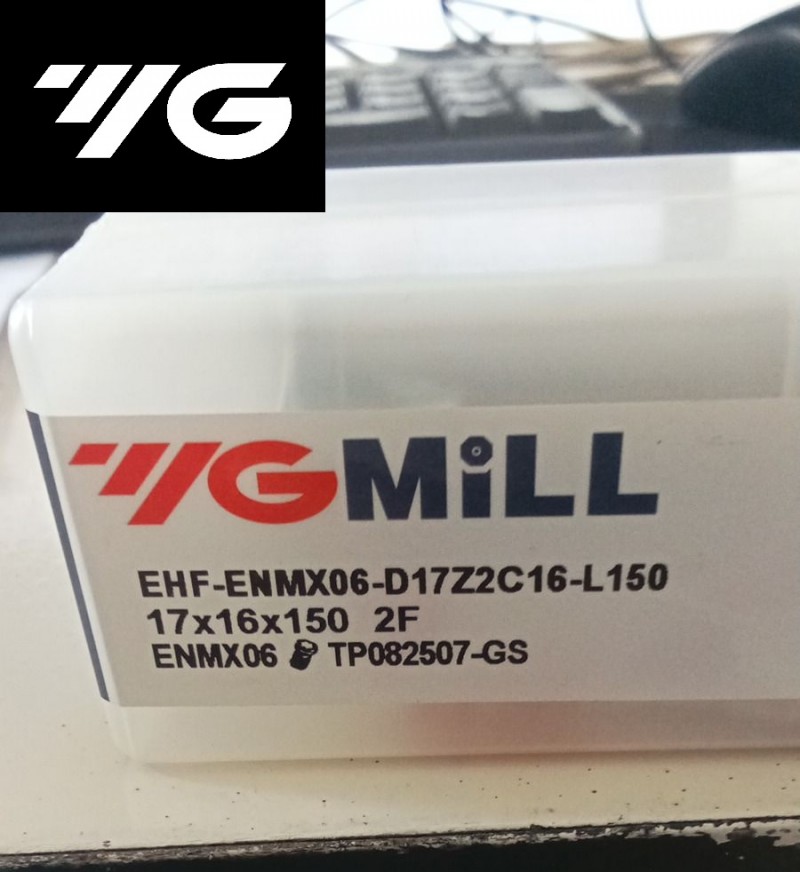 YG
YGMiLL
EHF-ENMX06-D17Z2C16-L150
17x16x150 2F
ENMX06 TP082507-GS